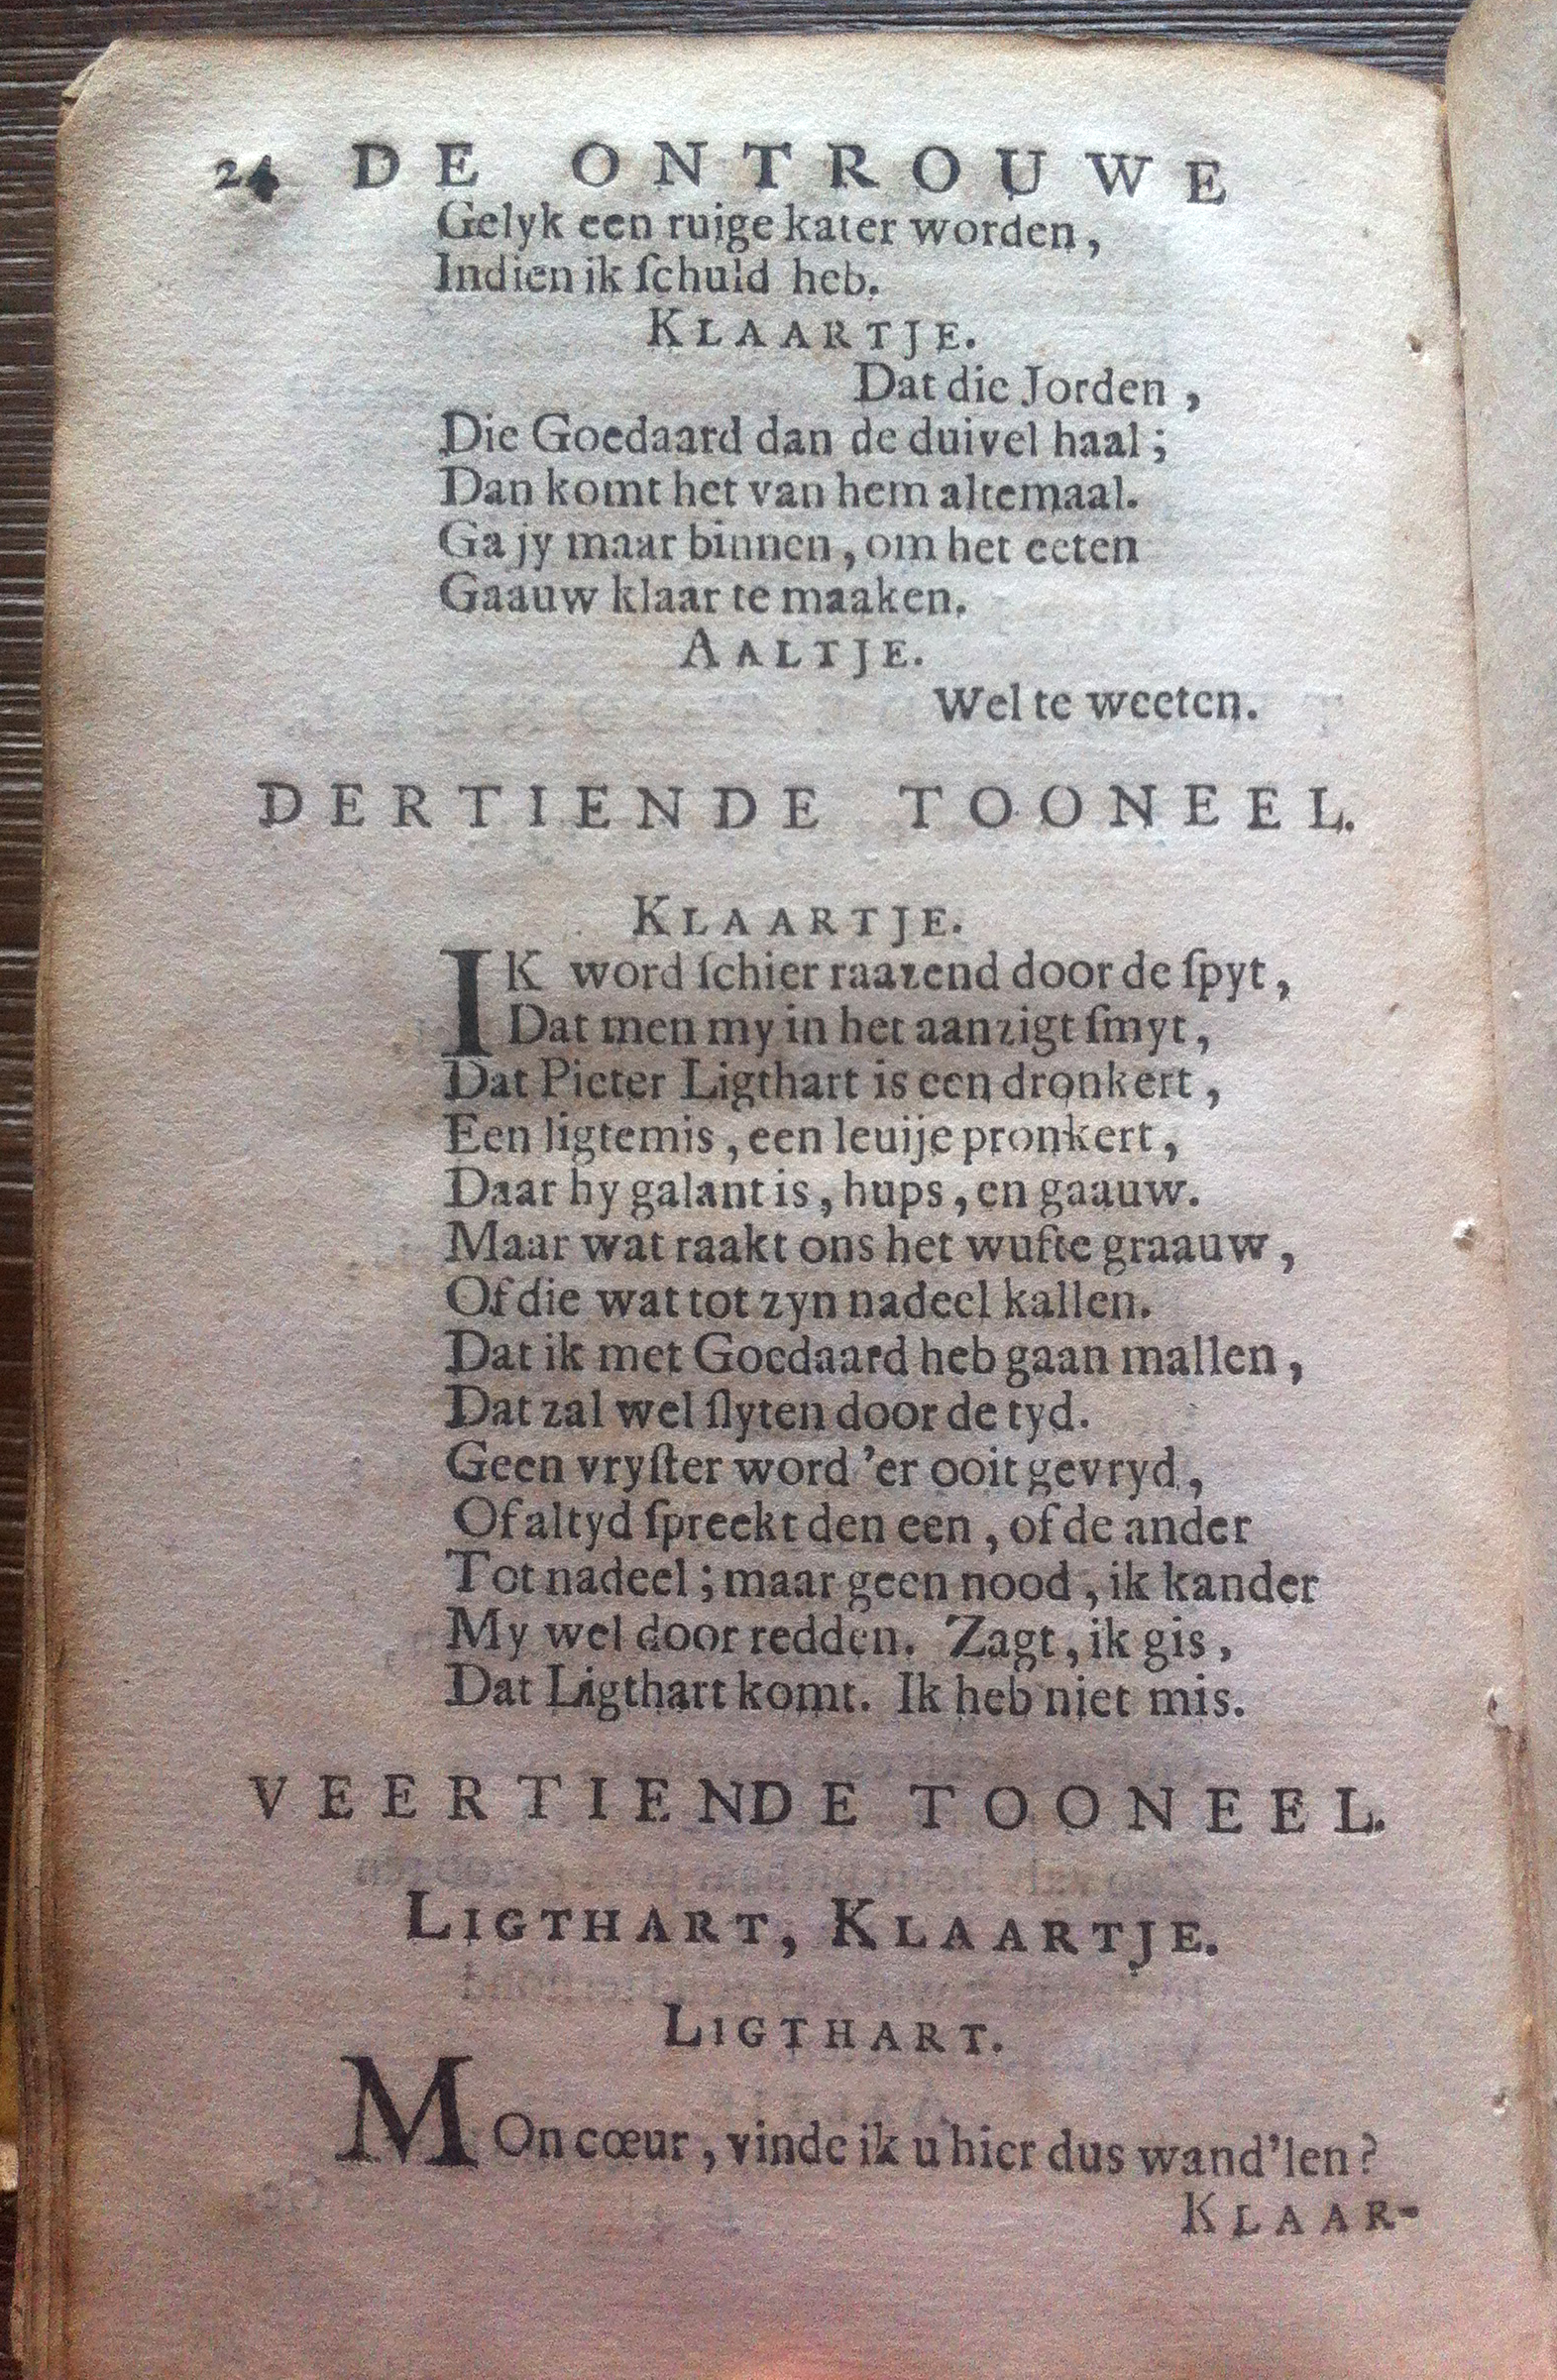 24 DE ONTROUWE
Gelyk een ruige kater worden,
Indien ik ſchuld heb.
KLAARTJE.
Dat die Jorden,
Die Goedaard dan de duivel haal;
Dan komt het van hem altemaal.
Ga jy maar binnen, om het eeten
Gaauw klaar te maaken.
AALTJE.
Wel te weeten.
DERTIENDE TOONEEL.
KLAARTJE.
IK word ſchier raazend door de ſpyt,
Dat men my in het aanzigt ſmyt,
Dat Pieter Ligthart is een dronkert,
Een ligtemis, een leuije pronkert,
Daar hy galant is, hups, en gaauw.
Maar wat raakt ons het wufte graauw,
Of die wat tot zyn nadeel kallen.
Dat ik met Goedaard heb gaan mallen,
Dat zal wel ſlyten door de tyd.
Geen vryſter word 'er ooit gevryd,
Of altyd ſpreekt den een, of de ander
Tot nadeel; maar geen nood, ik kander
My wel door redden. Zagt, ik gis,
Dat Ligthart komt. Ik heb niet mis.
VEERTIENDE TOONEEL.
LIGTHART, KLAARTJE.
LIGTHART.
MOn cœur, vinde ik u hier dus wand'len?
KLAAR-